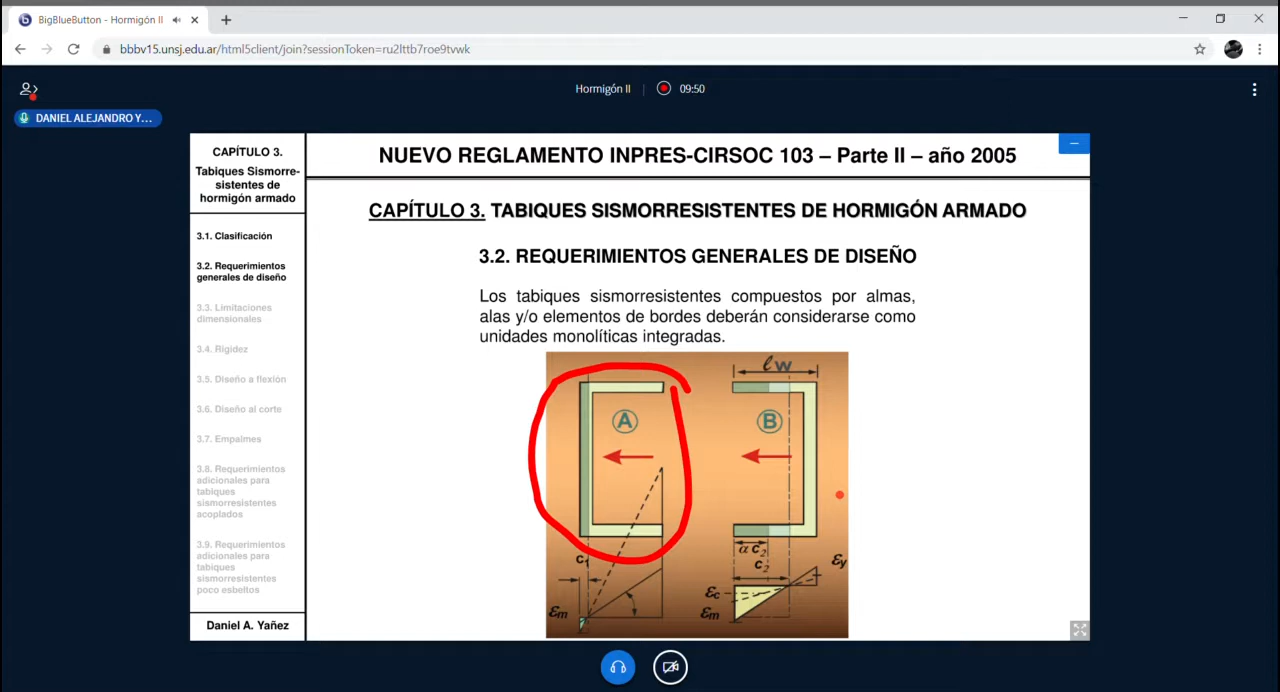 BigBlueButton - Hormigón II
bbbv15.unsj.edu.ar/html5client/join?sessionToken=ru2lttb7roe9tvwk
Hormigón II
09:50
DANIEL ALEJANDRO Y...
CAPÍTULO 3.
Tabiques Sismorre-
sistentes de
hormigón armado
3.1. Clasificación
3.2. Requerimientos
generales de diseño
3.3. Limitaciones
dimensionales
3.4. Rigidez
3.5. Diseño a flexión
3.6. Diseño al corte
3.7. Empalmes
3.8. Requerimientos
adicionales para
tabiques
sismorresistentes
acoplados
3.9. Requerimientos
adicionales para
tabiques
sismorresistentes
poco esbeltos
Daniel A. Yañez
NUEVO REGLAMENTO INPRES-CIRSOC 103 – Parte II – año 2005
CAPÍTULO 3. TABIQUES SISMORRESISTENTES DE HORMIGÓN ARMADO
3.2. REQUERIMIENTOS GENERALES DE DISEÑO
Los tabiques sismorresistentes compuestos por almas,
alas y/o elementos de bordes deberán considerarse como
unidades monolíticas integradas.
ℓw
A
B
c₁
α c₂
c₂
εy
εc
εm
εm